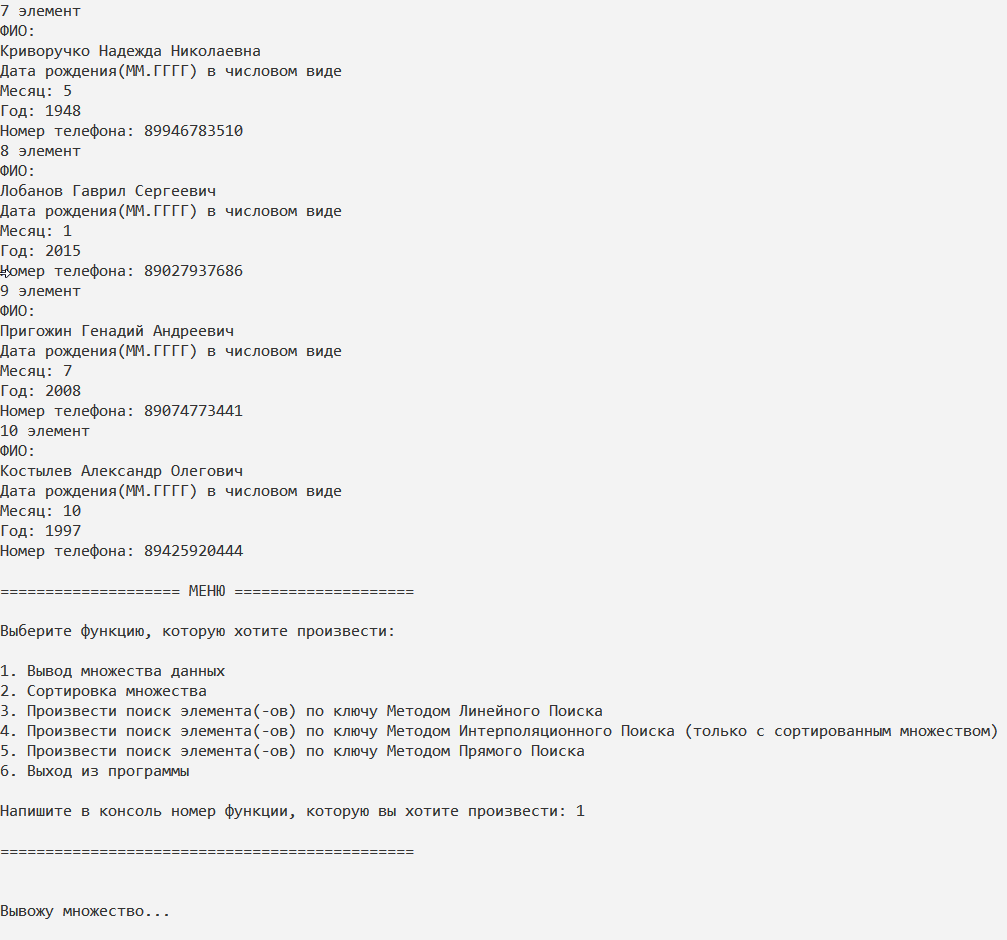 7 элемент
ФИО:
Криворучко Надежда Николаевна
Дата рождения(ММ.ГГГГ) в числовом виде
Месяц: 5
Год: 1948
Номер телефона: 89946783510
8 элемент
ФИО:
Лобанов Гаврил Сергеевич
Дата рождения(ММ.ГГГГ) в числовом виде
Месяц: 1
Год: 2015
Номер телефона: 89027937686
9 элемент
ФИО:
Пригожин Генадий Андреевич
Дата рождения(ММ.ГГГГ) в числовом виде
Месяц: 7
Год: 2008
Номер телефона: 89074773441
10 элемент
ФИО:
Костылев Александр Олегович
Дата рождения(ММ.ГГГГ) в числовом виде
Месяц: 10
Год: 1997
Номер телефона: 89425920444
==================== МЕНЮ ====================
Выберите функцию, которую хотите произвести:
1. Вывод множества данных
2. Сортировка множества
3. Произвести поиск элемента(-ов) по ключу Методом Линейного Поиска
4. Произвести поиск элемента(-ов) по ключу Методом Интерполяционного Поиска (только с сортированным множеством)
5. Произвести поиск элемента(-ов) по ключу Методом Прямого Поиска
6. Выход из программы
Напишите в консоль номер функции, которую вы хотите произвести: 1
==============================================
Вывожу множество...